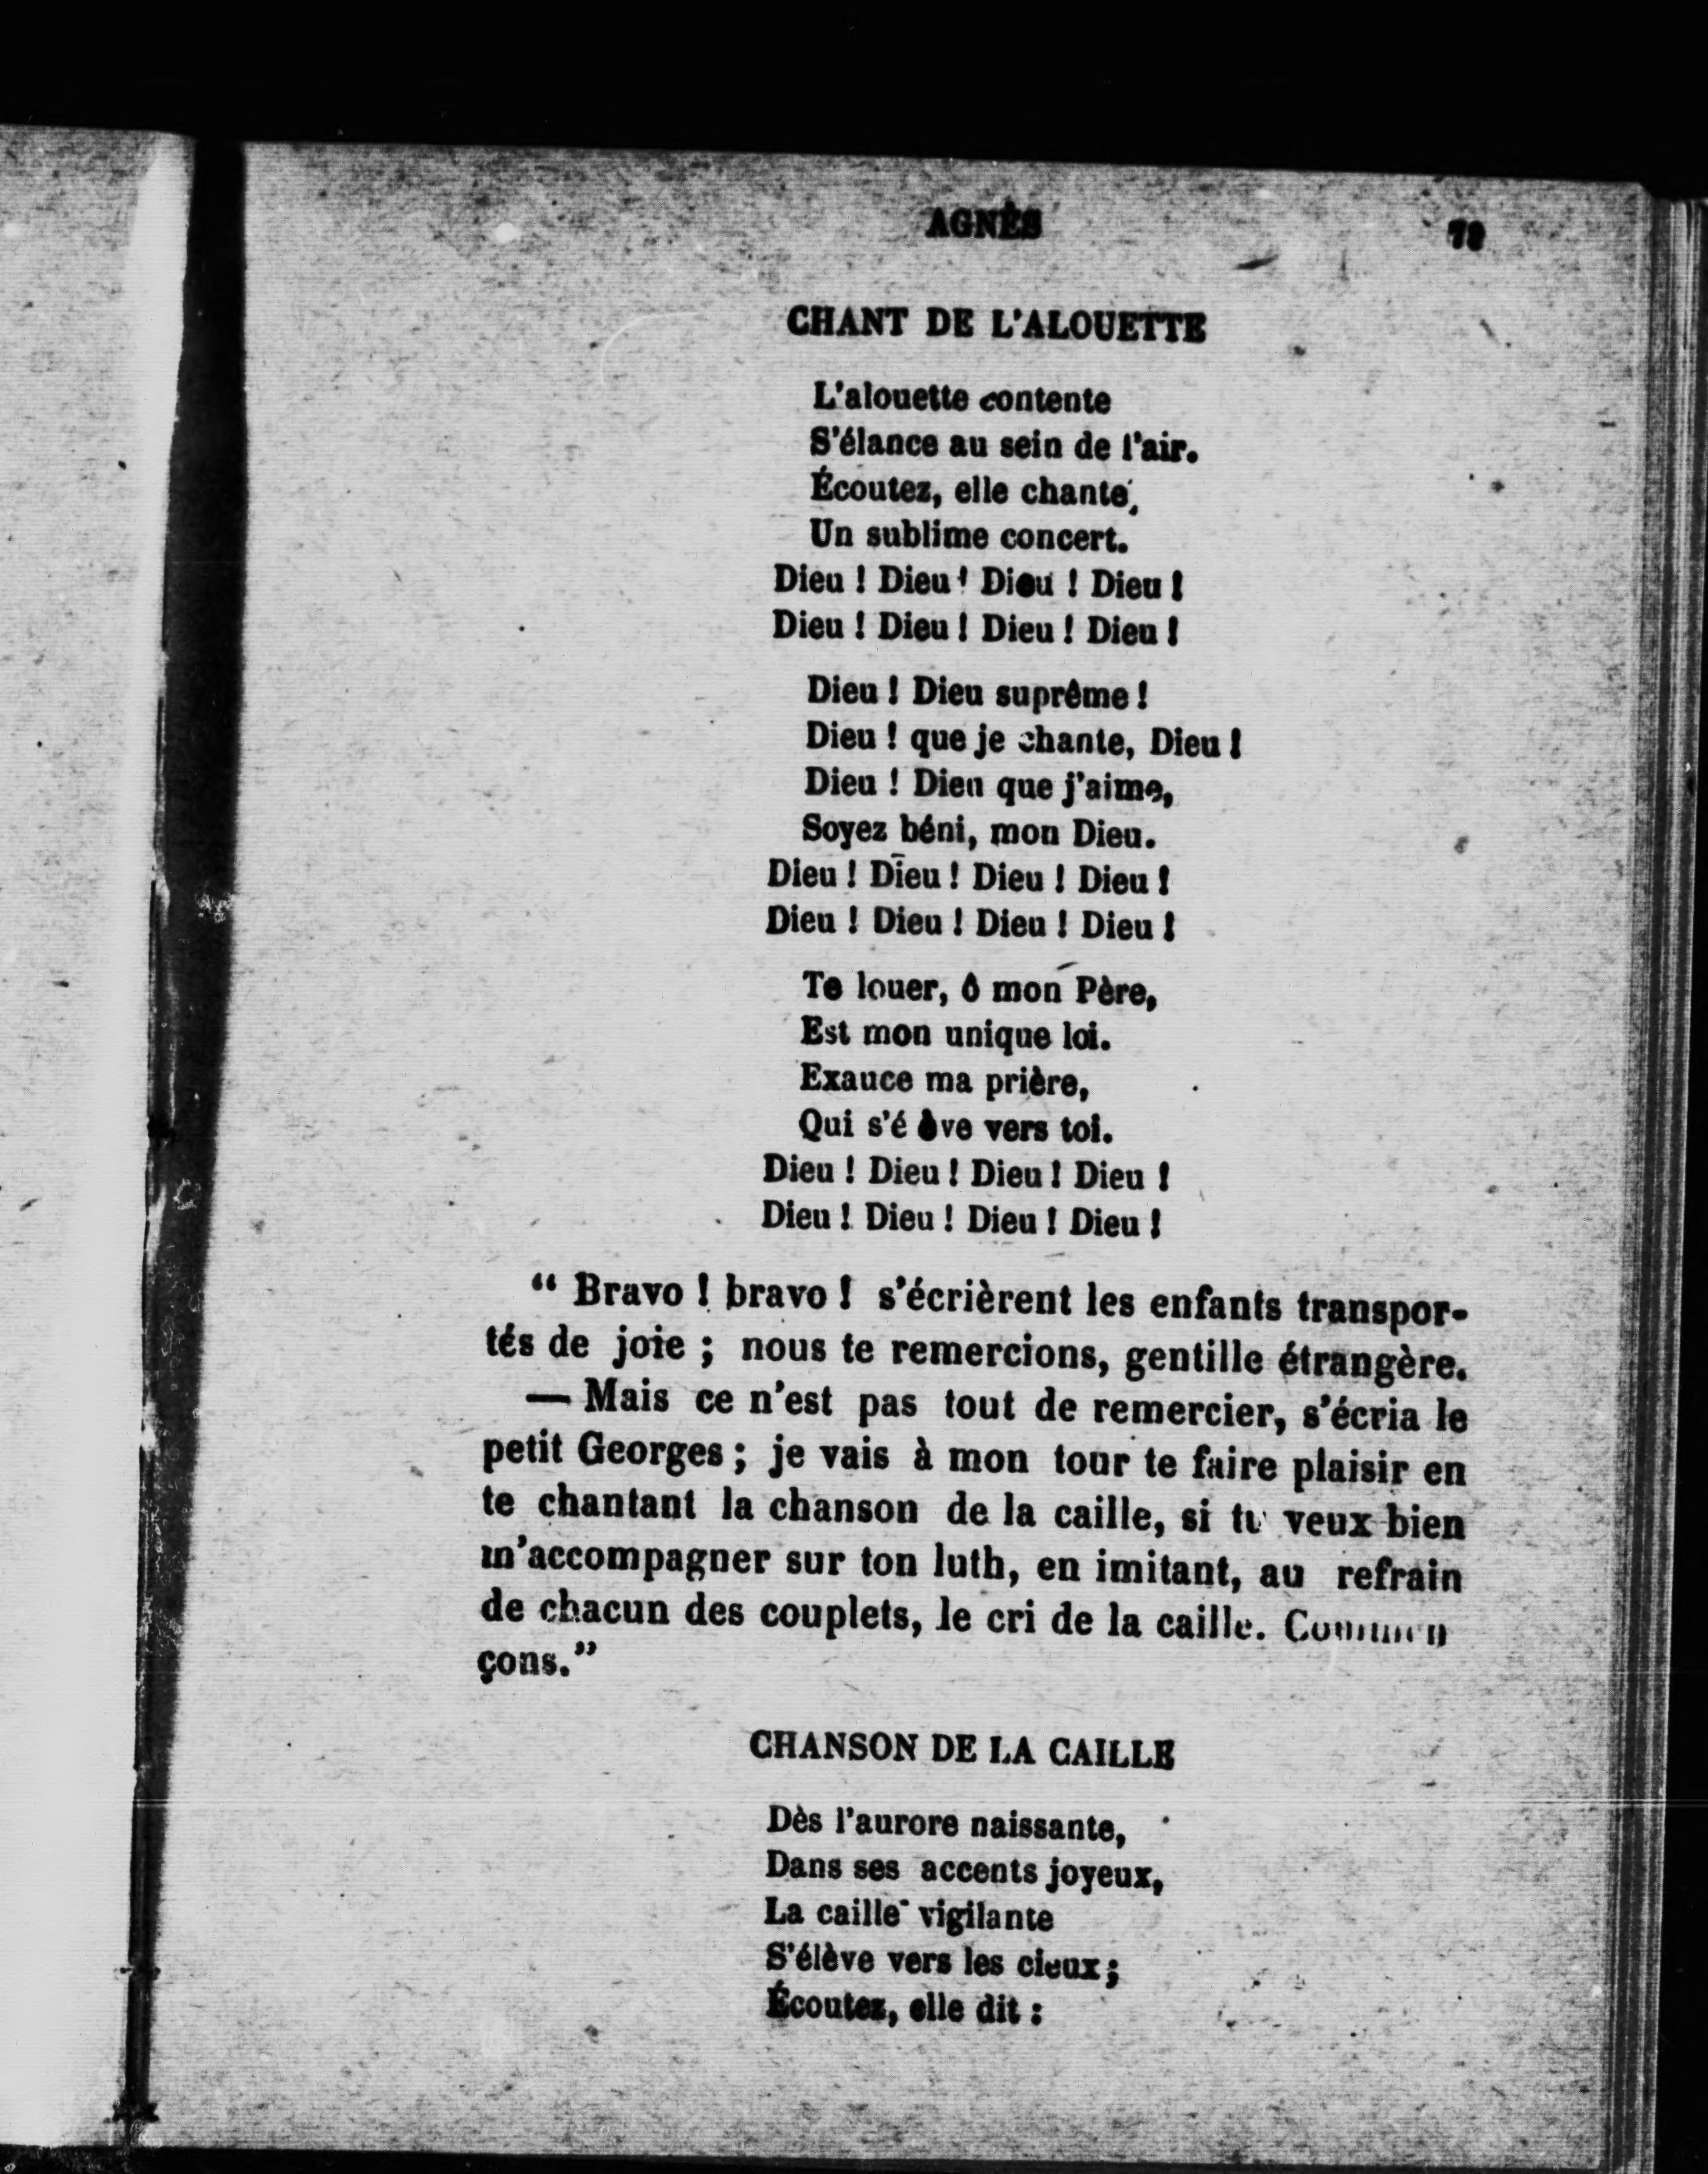 AGNÈS
CHANT DE L'ALOUETTE
L'alouette contente
S'élance au sein de l'air.
Écoutez, elle chante,
Un sublime concert.
Dieu ! Dieu ! Dieu ! Dieu !
Dieu ! Dieu ! Dieu ! Dieu !
Dieu ! Dieu suprême !
Dieu ! que je chante, Dieu !
Dieu ! Dieu que j'aime,
Soyez béni, mon Dieu.
Dieu ! Dieu ! Dieu ! Dieu !
Dieu ! Dieu ! Dieu ! Dieu !
Te louer, ô mon Père,
Est mon unique loi.
Exauce ma prière,
Qui s'é ève vers toi.
Dieu ! Dieu ! Dieu ! Dieu !
Dieu ! Dieu ! Dieu ! Dieu !
“ Bravo ! bravo ! s'écrièrent les enfants transpor-
tés de joie ; nous te remercions, gentille étrangère.
— Mais ce n'est pas tout de remercier, s'écria le
petit Georges ; je vais à mon tour te faire plaisir en
te chantant la chanson de la caille, si tu veux bien
m'accompagner sur ton luth, en imitant, au refrain
de chacun des couplets, le cri de la caille. Commen
çons.”
CHANSON DE LA CAILLE
Dès l'aurore naissante,
Dans ses accents joyeux,
La caille vigilante
S'élève vers les cieux ;
Écoutez, elle dit :